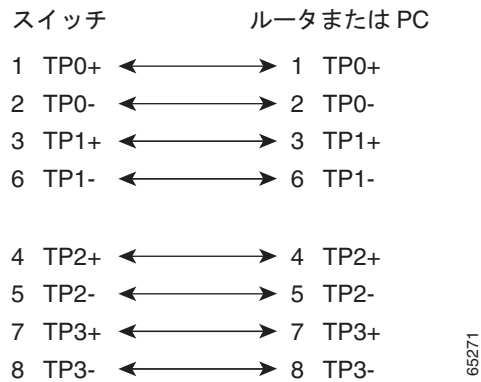 スイッチ ルータまたは PC
1 TP0+ 1 TP0+
2 TP0- 2 TP0-
3 TP1+ 3 TP1+
6 TP1- 6 TP1-
4 TP2+ 4 TP2+
5 TP2- 5 TP2-
7 TP3+ 7 TP3+
8 TP3- 8 TP3-
65271